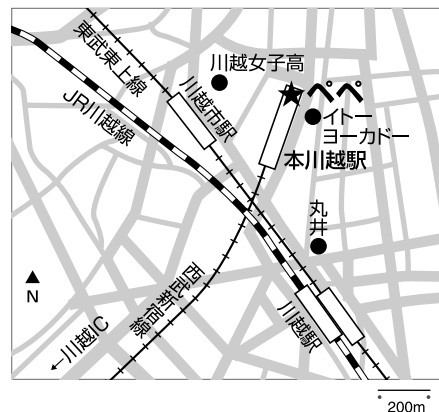 東武東上線
川越女子高
★ペペ
川越市駅
イトー
ヨーカドー
JR川越線
本川越駅
丸井
▲
N
西武新宿線
川越駅
←川越IC
200m